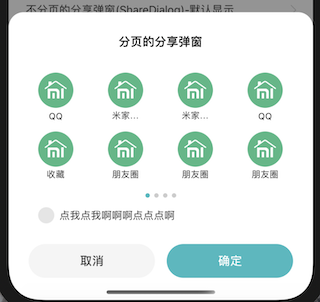 不分页的分享弹窗(ShareDialog)-默认显示
分页的分享弹窗
QQ 米家... 米家... QQ
收藏 朋友圈 朋友圈 朋友圈
点我点我啊啊啊点点点啊
取消 确定